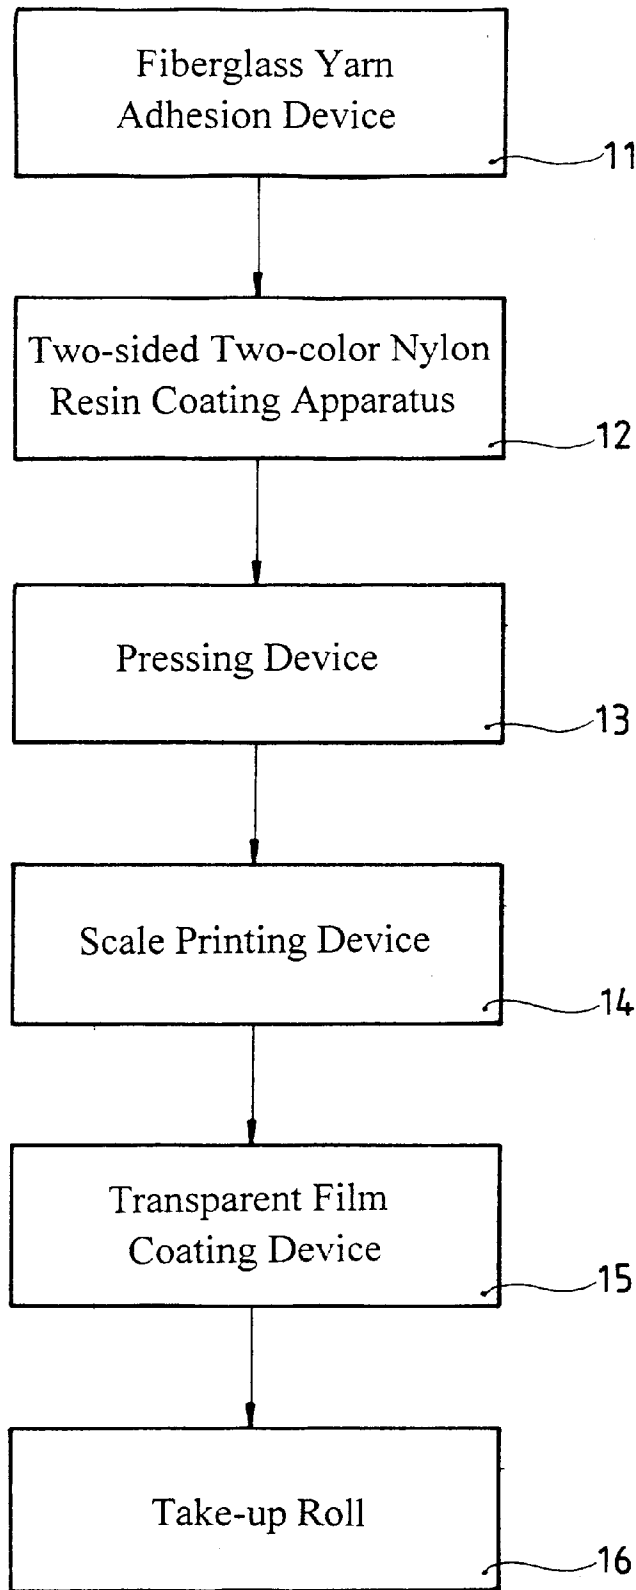 Fiberglass Yarn
Adhesion Device
11
Two-sided Two-color Nylon
Resin Coating Apparatus
12
Pressing Device
13
Scale Printing Device
14
Transparent Film
Coating Device
15
Take-up Roll
16